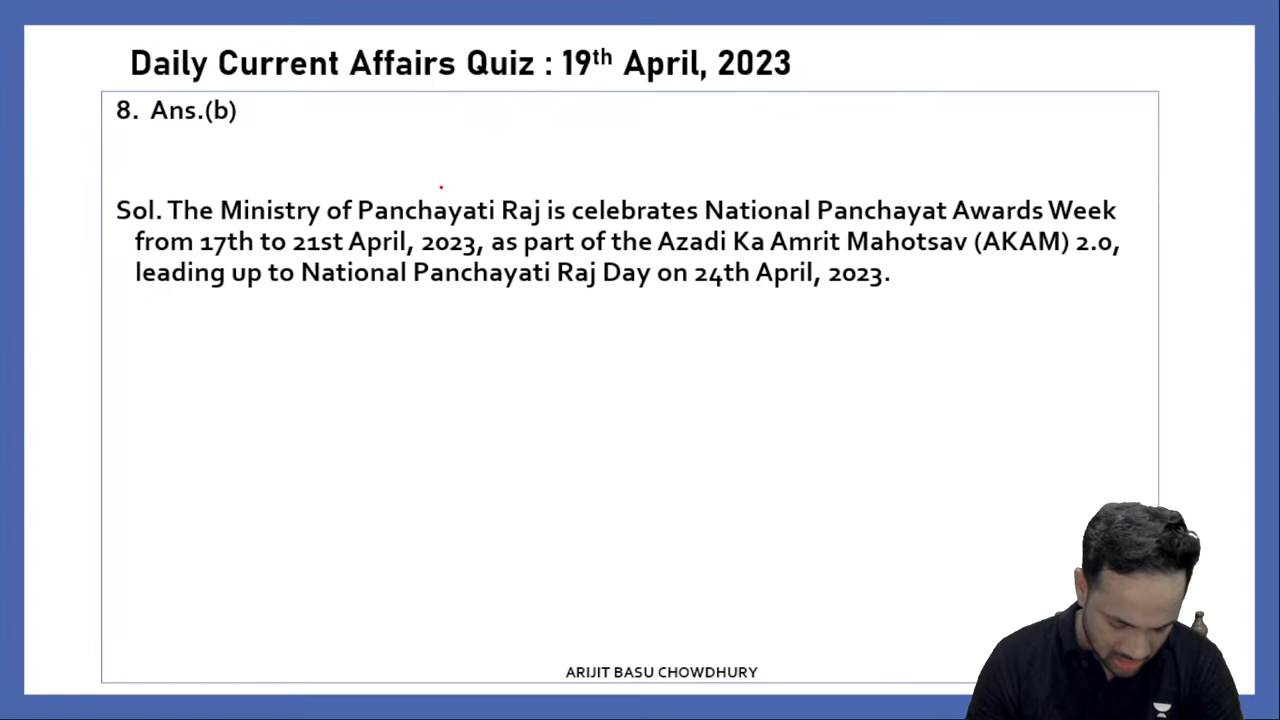 Daily Current Affairs Quiz : 19th April, 2023
8. Ans.(b)
Sol. The Ministry of Panchayati Raj is celebrates National Panchayat Awards Week
from 17th to 21st April, 2023, as part of the Azadi Ka Amrit Mahotsav (AKAM) 2.0,
leading up to National Panchayati Raj Day on 24th April, 2023.
ARIJIT BASU CHOWDHURY